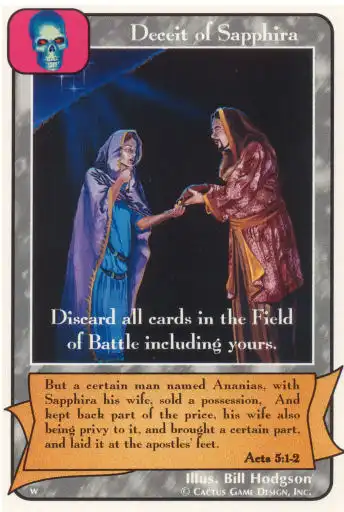 Deceit of Sapphira
Discard all cards in the Field
of Battle including yours.
But a certain man named Ananias, with
Sapphira his wife, sold a possession, And
kept back part of the price, his wife also
being privy to it, and brought a certain part,
and laid it at the apostles' feet.
Acts 5:1-2
Illus. Bill Hodgson
W
© Cactus Game Design, Inc.